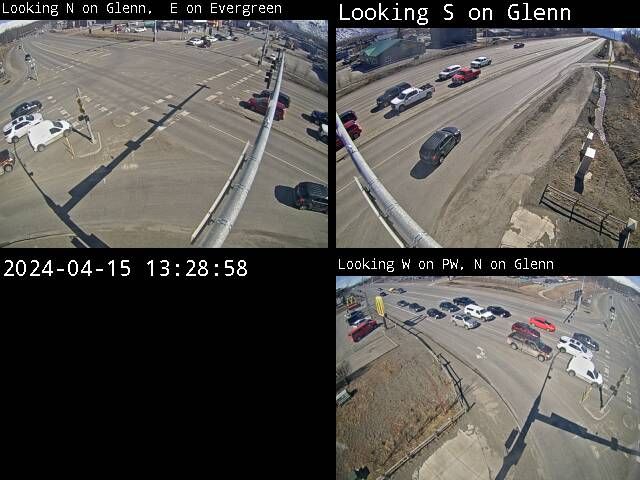 Looking N on Glenn,  E on Evergreen
Looking S on Glenn
2024-04-15 13:28:58
Looking W on PW, N on Glenn